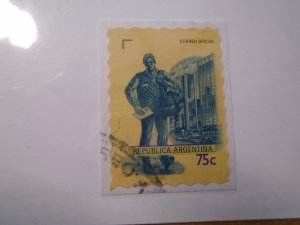 CORREO OFICIAL
REPUBLICA ARGENTINA
75c